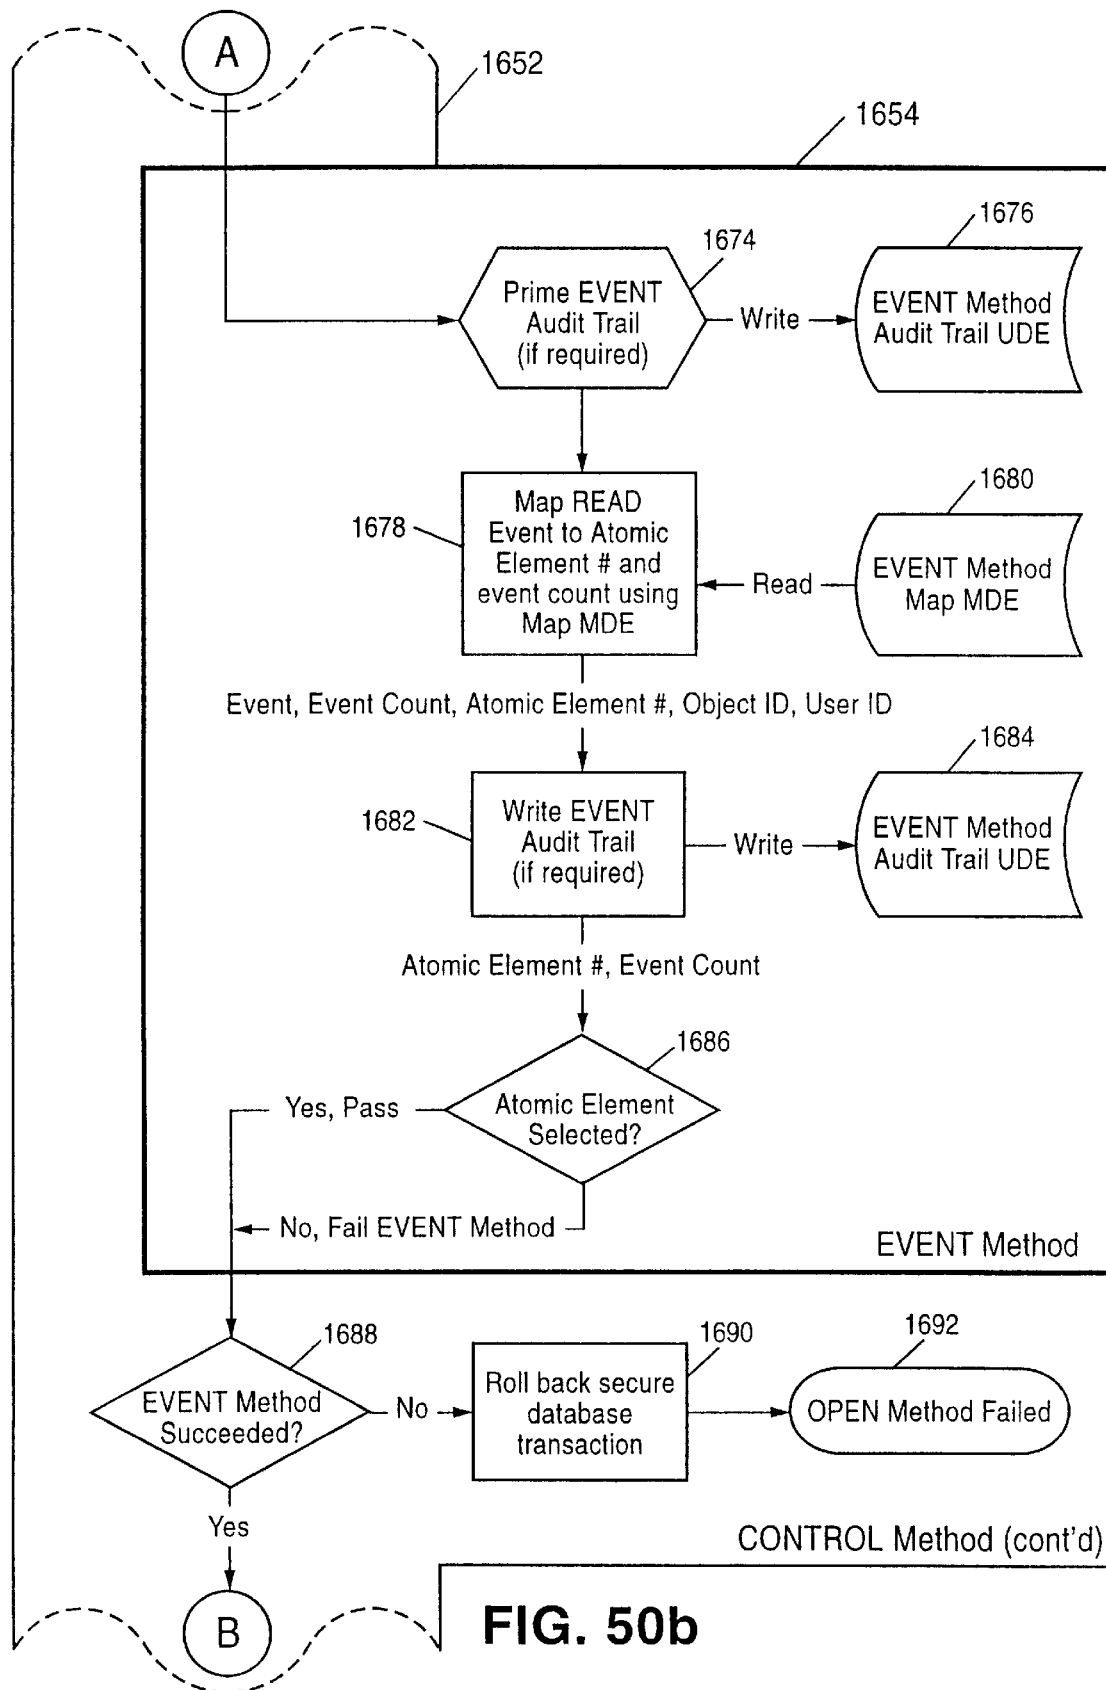 A
1652
1654
1674
1676
Prime EVENT
Audit Trail
(if required)
Write
EVENT Method
Audit Trail UDE
1678
Map READ
Event to Atomic
Element # and
event count using
Map MDE
Read
1680
EVENT Method
Map MDE
Event, Event Count, Atomic Element #, Object ID, User ID
1682
Write EVENT
Audit Trail
(if required)
Write
1684
EVENT Method
Audit Trail UDE
Atomic Element #, Event Count
1686
Atomic Element
Selected?
Yes, Pass
No, Fail EVENT Method
EVENT Method
1688
EVENT Method
Succeeded?
No
1690
Roll back secure
database
transaction
1692
OPEN Method Failed
Yes
CONTROL Method (cont'd)
B
FIG. 50b